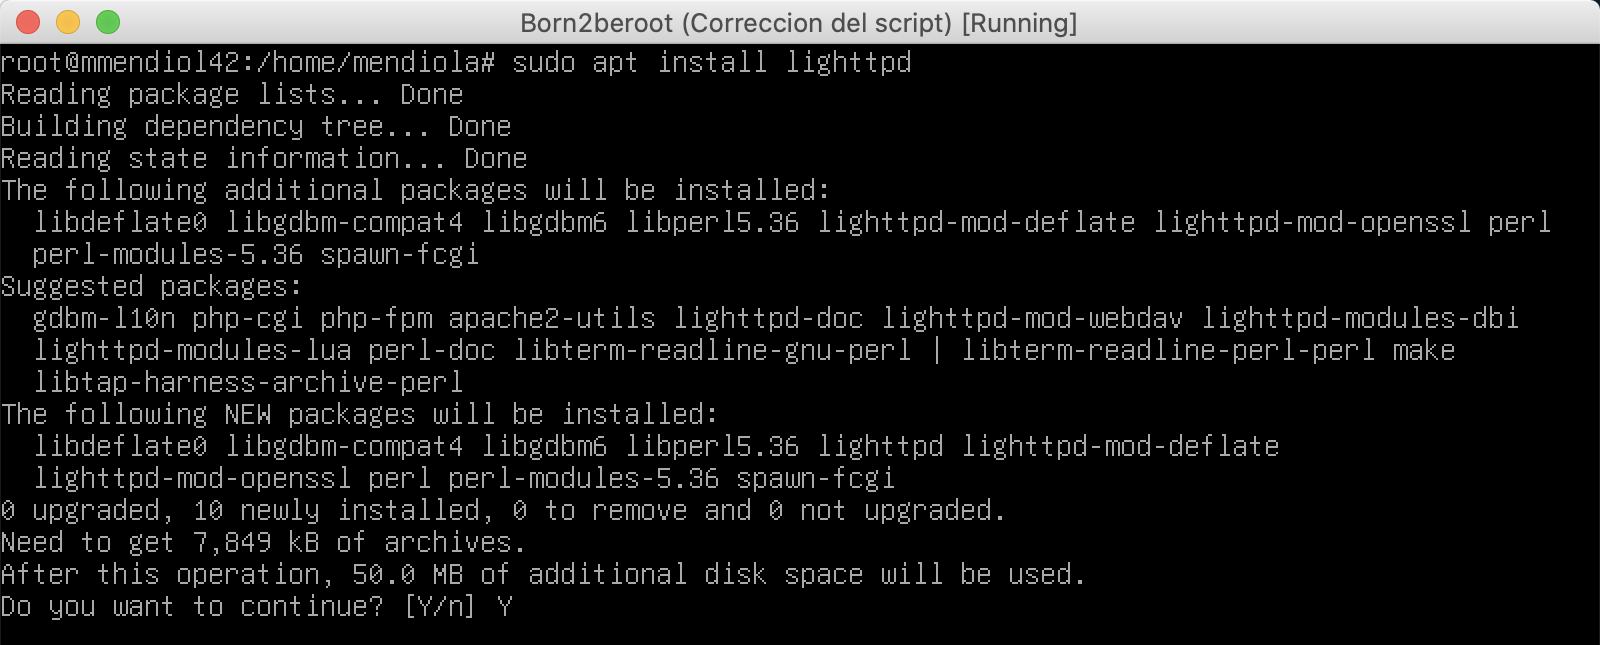 Born2beroot (Correccion del script) [Running]
root@mmendiol42:/home/mendiola# sudo apt install lighttpd
Reading package lists... Done
Building dependency tree... Done
Reading state information... Done
The following additional packages will be installed:
  libdeflate0 libgdbm-compat4 libgdbm6 libperl5.36 lighttpd-mod-deflate lighttpd-mod-openssl perl
  perl-modules-5.36 spawn-fcgi
Suggested packages:
  gdbm-l10n php-cgi php-fpm apache2-utils lighttpd-doc lighttpd-mod-webdav lighttpd-modules-dbi
  lighttpd-modules-lua perl-doc libterm-readline-gnu-perl | libterm-readline-perl-perl make
  libtap-harness-archive-perl
The following NEW packages will be installed:
  libdeflate0 libgdbm-compat4 libgdbm6 libperl5.36 lighttpd lighttpd-mod-deflate
  lighttpd-mod-openssl perl perl-modules-5.36 spawn-fcgi
0 upgraded, 10 newly installed, 0 to remove and 0 not upgraded.
Need to get 7,849 kB of archives.
After this operation, 50.0 MB of additional disk space will be used.
Do you want to continue? [Y/n] Y